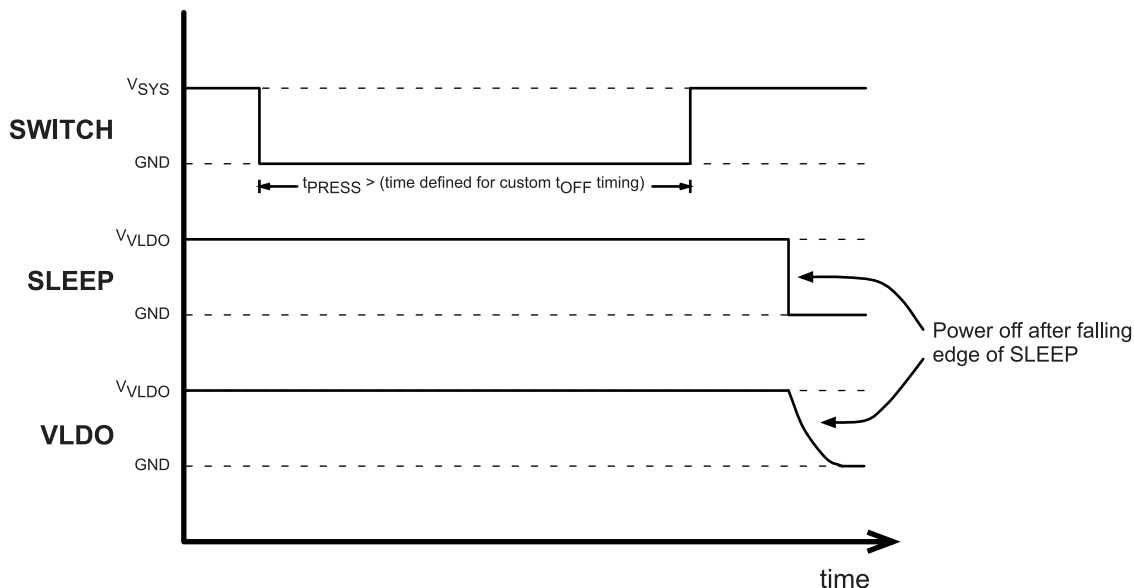 VSYS
SWITCH
GND
tPRESS > (time defined for custom tOFF timing)
VVLDO
SLEEP
GND
Power off after falling
edge of SLEEP
VVLDO
VLDO
GND
time